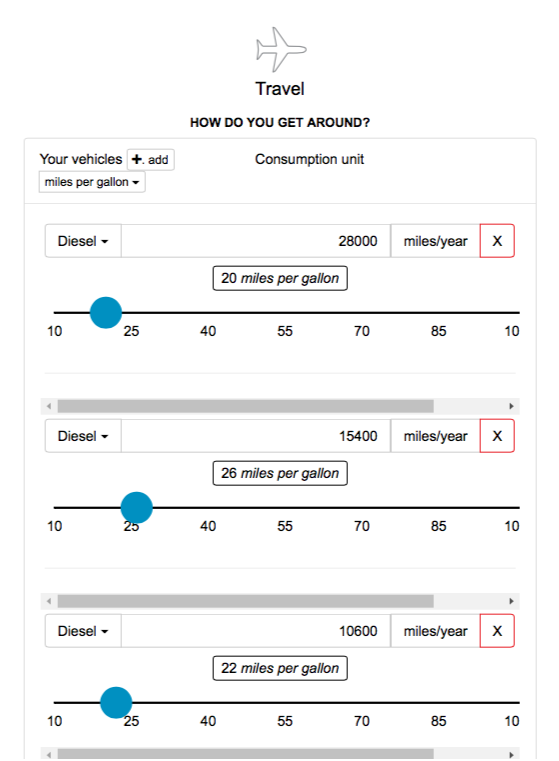 Travel
HOW DO YOU GET AROUND?
Your vehicles +. add Consumption unit
miles per gallon
Diesel 28000 miles/year X
20 miles per gallon
10 25 40 55 70 85 10
Diesel 15400 miles/year X
26 miles per gallon
10 25 40 55 70 85 10
Diesel 10600 miles/year X
22 miles per gallon
10 25 40 55 70 85 10